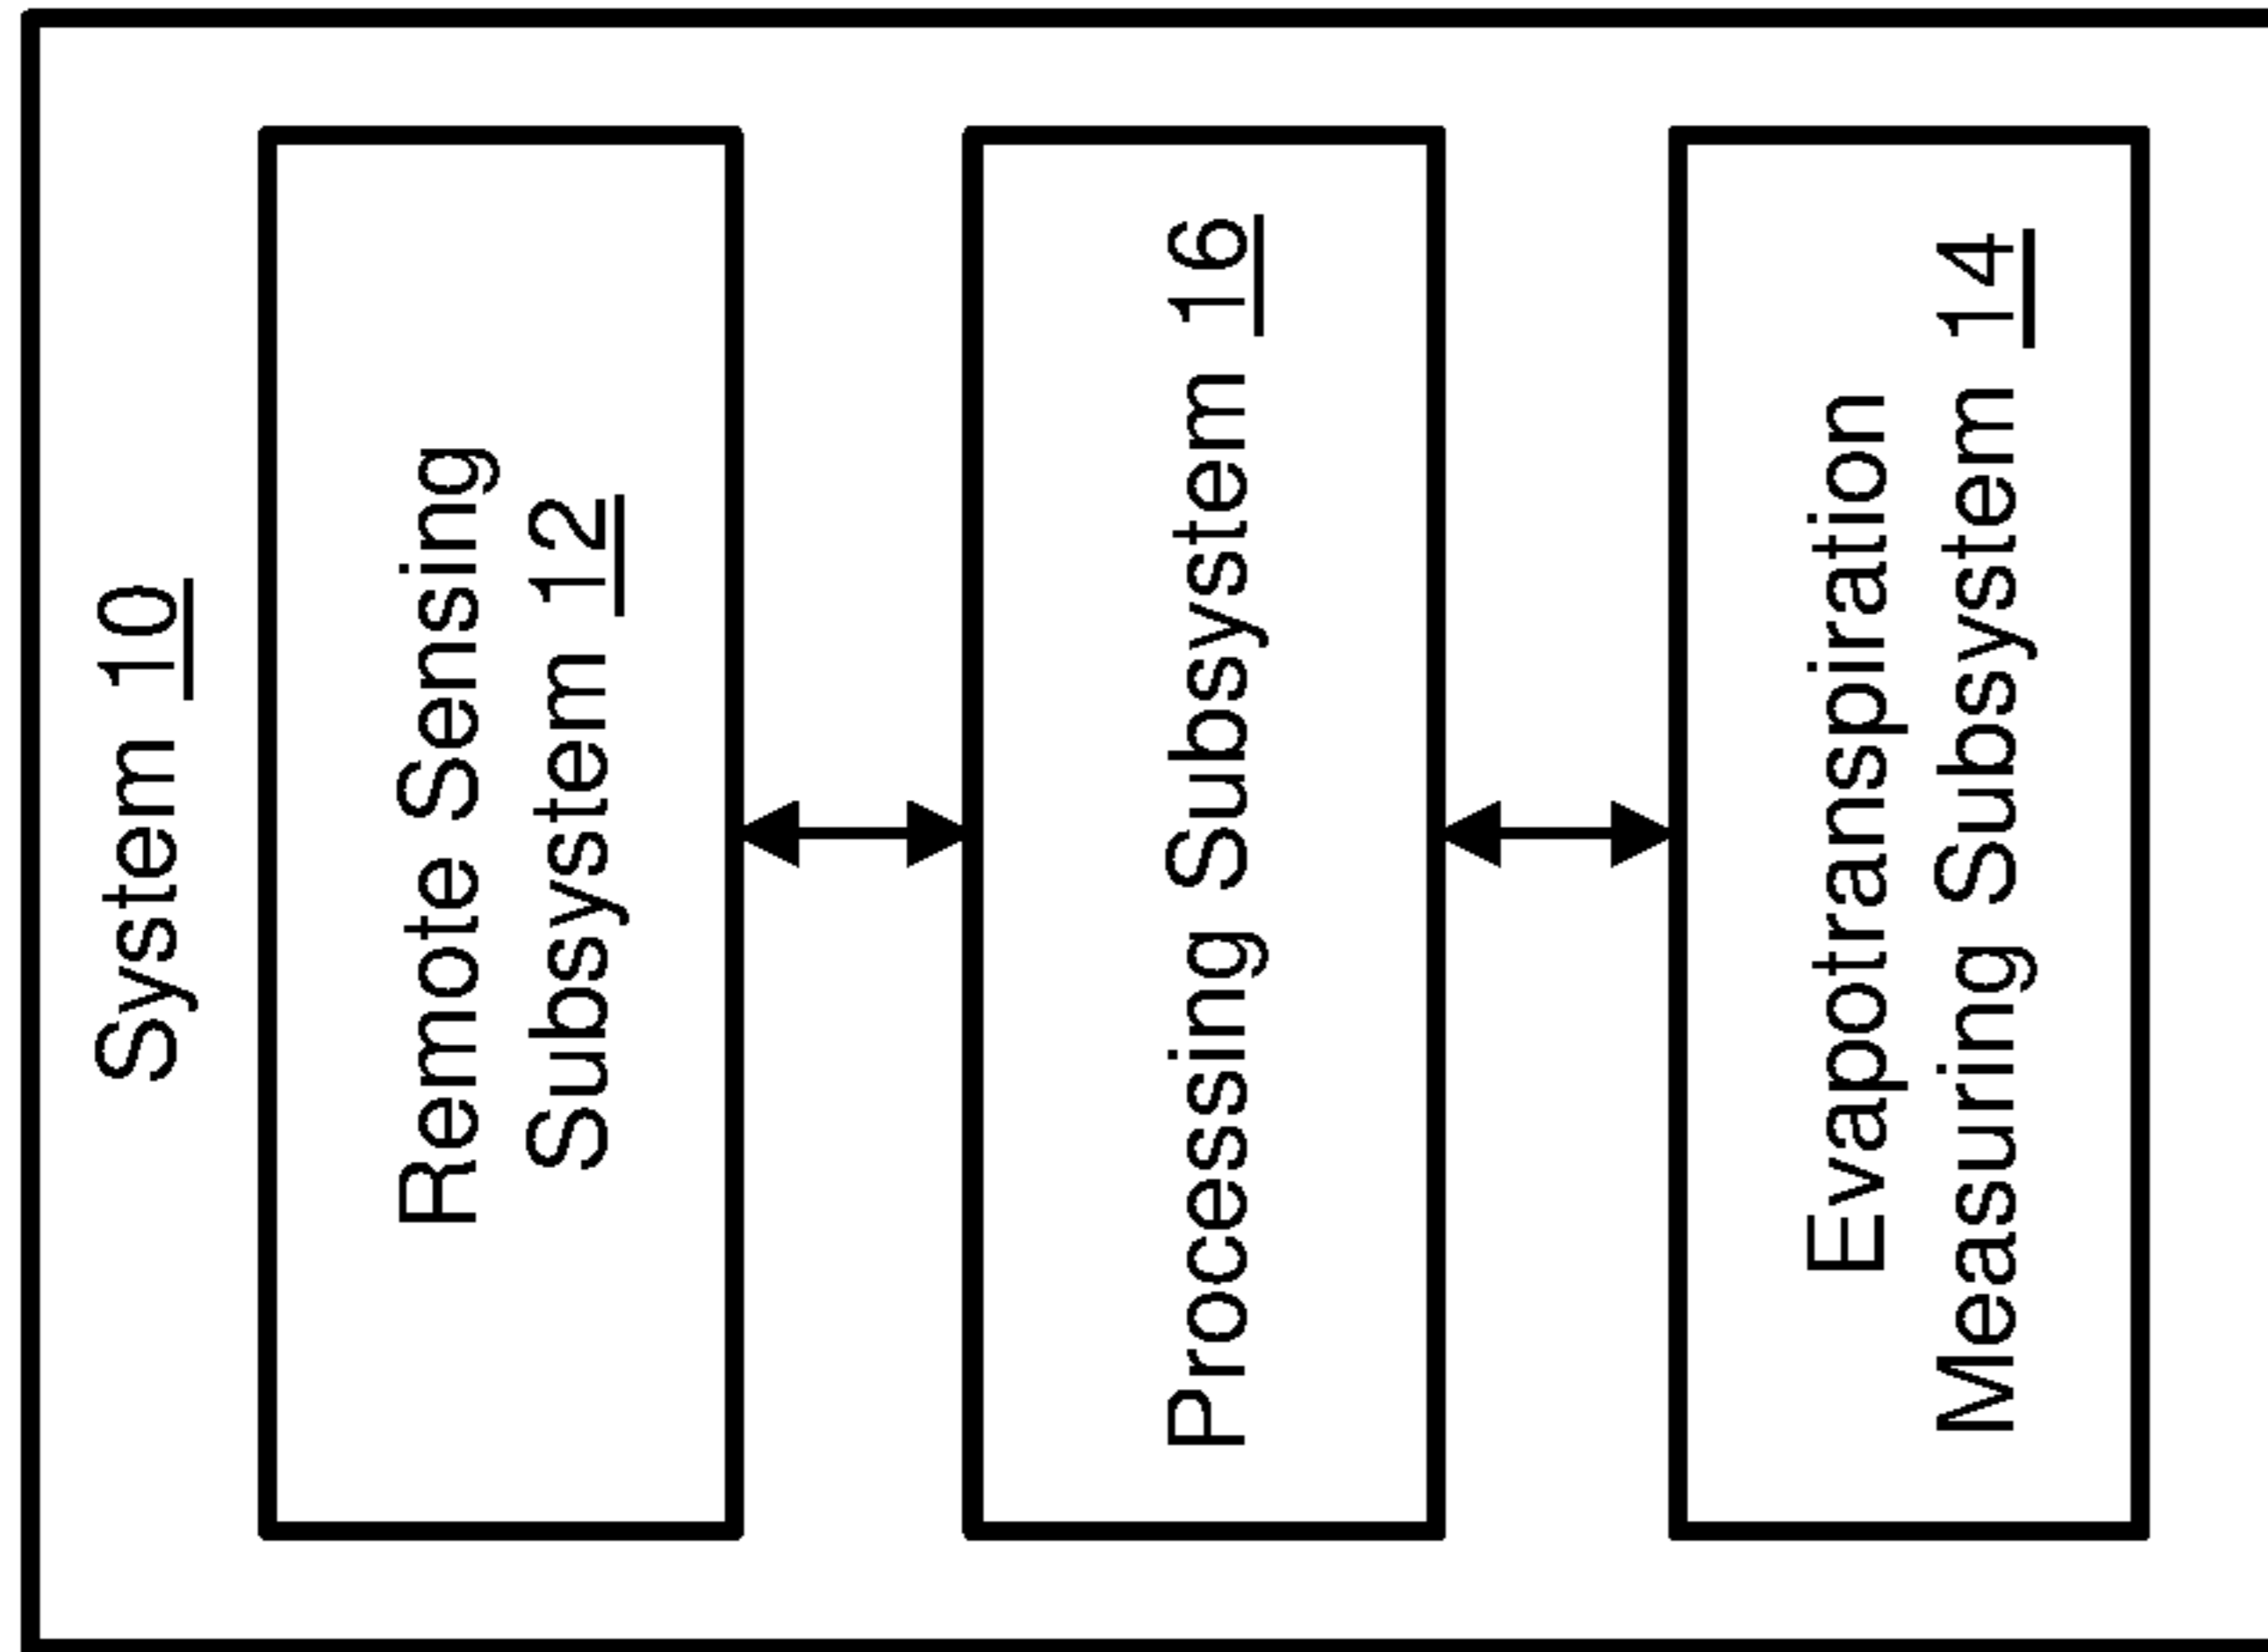 System 10
Remote Sensing
Subsystem 12
Processing Subsystem 16
Evapotranspiration
Measuring Subsystem 14